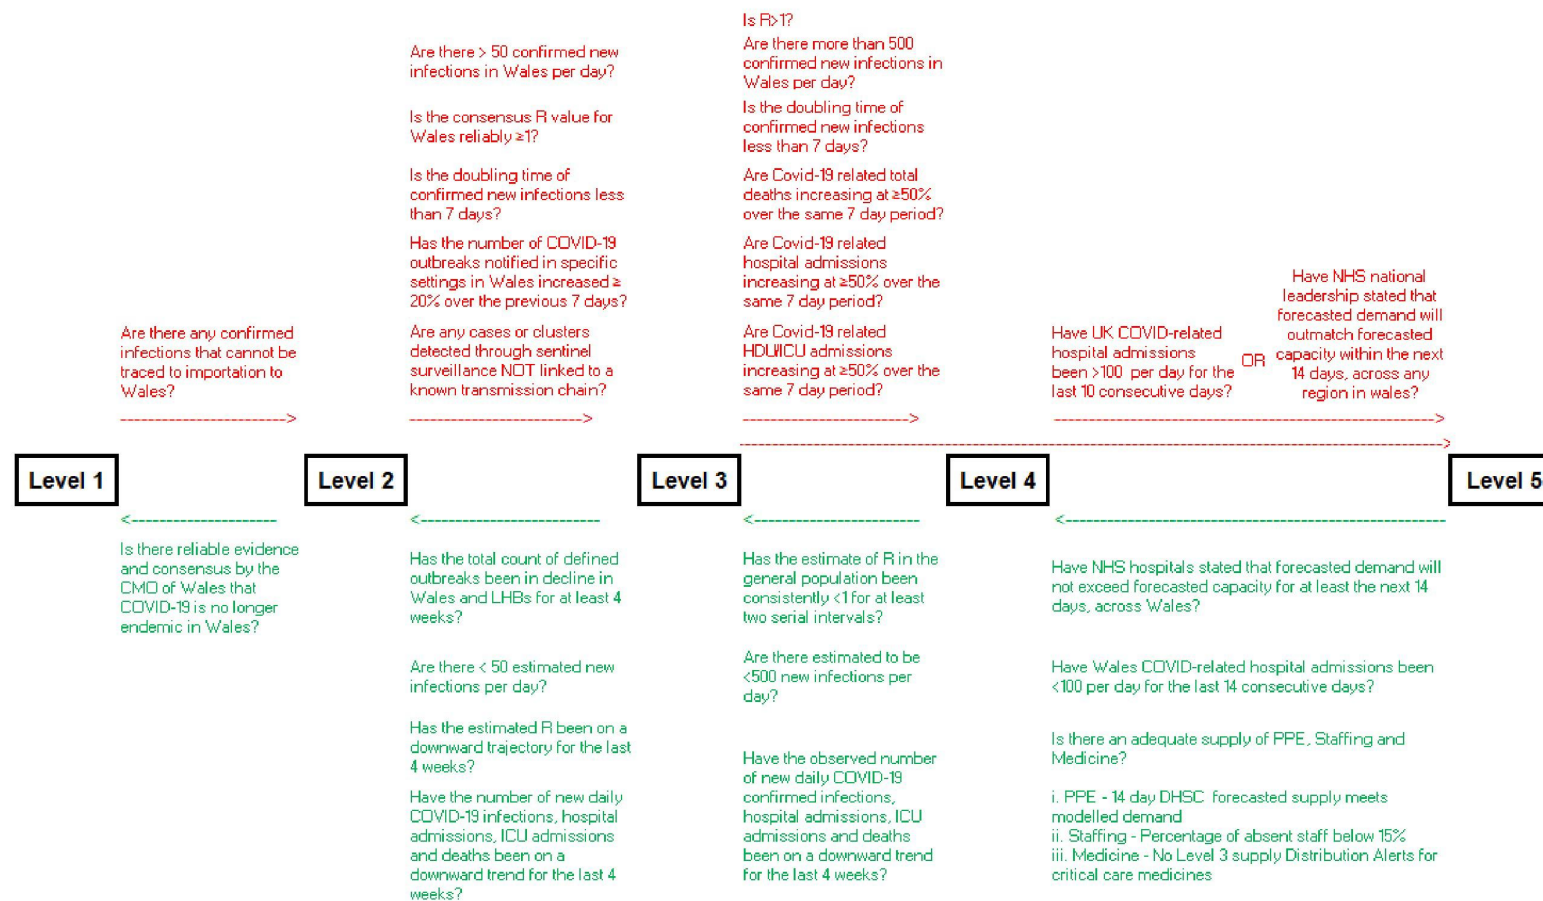 Are there any confirmed
infections that cannot be
traced to importation to
Wales?
Are there > 50 confirmed new
infections in Wales per day?
Is the consensus R value for
Wales reliably ≥1?
Is the doubling time of
confirmed new infections less
than 7 days?
Has the number of COVID-19
outbreaks notified in specific
settings in Wales increased ≥
20% over the previous 7 days?
Are any cases or clusters
detected through sentinel
surveillance NOT linked to a
known transmission chain?
Is R>1?
Are there more than 500
confirmed new infections in
Wales per day?
Is the doubling time of
confirmed new infections
less than 7 days?
Are Covid-19 related total
deaths increasing at ≥50%
over the same 7 day period?
Are Covid-19 related
hospital admissions
increasing at ≥50% over the
same 7 day period?
Are Covid-19 related
HDU/ICU admissions
increasing at ≥50% over the
same 7 day period?
Have UK COVID-related
hospital admissions
been >100 per day for the
last 10 consecutive days?
OR
Have NHS national
leadership stated that
forecasted demand will
outmatch forecasted
capacity within the next
14 days, across any
region in wales?
Level 1
Level 2
Level 3
Level 4
Level 5
Is there reliable evidence
and consensus by the
CMO of Wales that
COVID-19 is no longer
endemic in Wales?
Has the total count of defined
outbreaks been in decline in
Wales and LHBs for at least 4
weeks?
Are there < 50 estimated new
infections per day?
Has the estimated R been on a
downward trajectory for the last
4 weeks?
Have the number of new daily
COVID-19 infections, hospital
admissions, ICU admissions
and deaths been on a
downward trend for the last 4
weeks?
Has the estimate of R in the
general population been
consistently <1 for at least
two serial intervals?
Are there estimated to be
<500 new infections per
day?
Have the observed number
of new daily COVID-19
confirmed infections,
hospital admissions, ICU
admissions and deaths
been on a downward trend
for the last 4 weeks?
Have NHS hospitals stated that forecasted demand will
not exceed forecasted capacity for at least the next 14
days, across Wales?
Have Wales COVID-related hospital admissions been
<100 per day for the last 14 consecutive days?
Is there an adequate supply of PPE, Staffing and
Medicine?
i. PPE - 14 day DHSC forecasted supply meets
modelled demand
ii. Staffing - Percentage of absent staff below 15%
iii. Medicine - No Level 3 supply Distribution Alerts for
critical care medicines